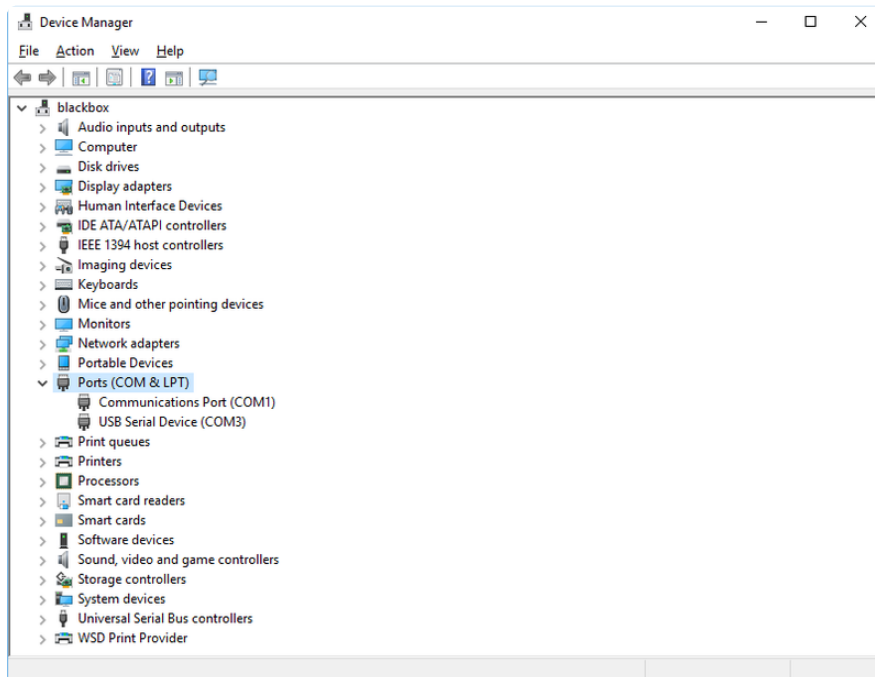 Device Manager
File Action View Help
blackbox
Audio inputs and outputs
Computer
Disk drives
Display adapters
Human Interface Devices
IDE ATA/ATAPI controllers
IEEE 1394 host controllers
Imaging devices
Keyboards
Mice and other pointing devices
Monitors
Network adapters
Portable Devices
Ports (COM & LPT)
Communications Port (COM1)
USB Serial Device (COM3)
Print queues
Printers
Processors
Smart card readers
Smart cards
Software devices
Sound, video and game controllers
Storage controllers
System devices
Universal Serial Bus controllers
WSD Print Provider